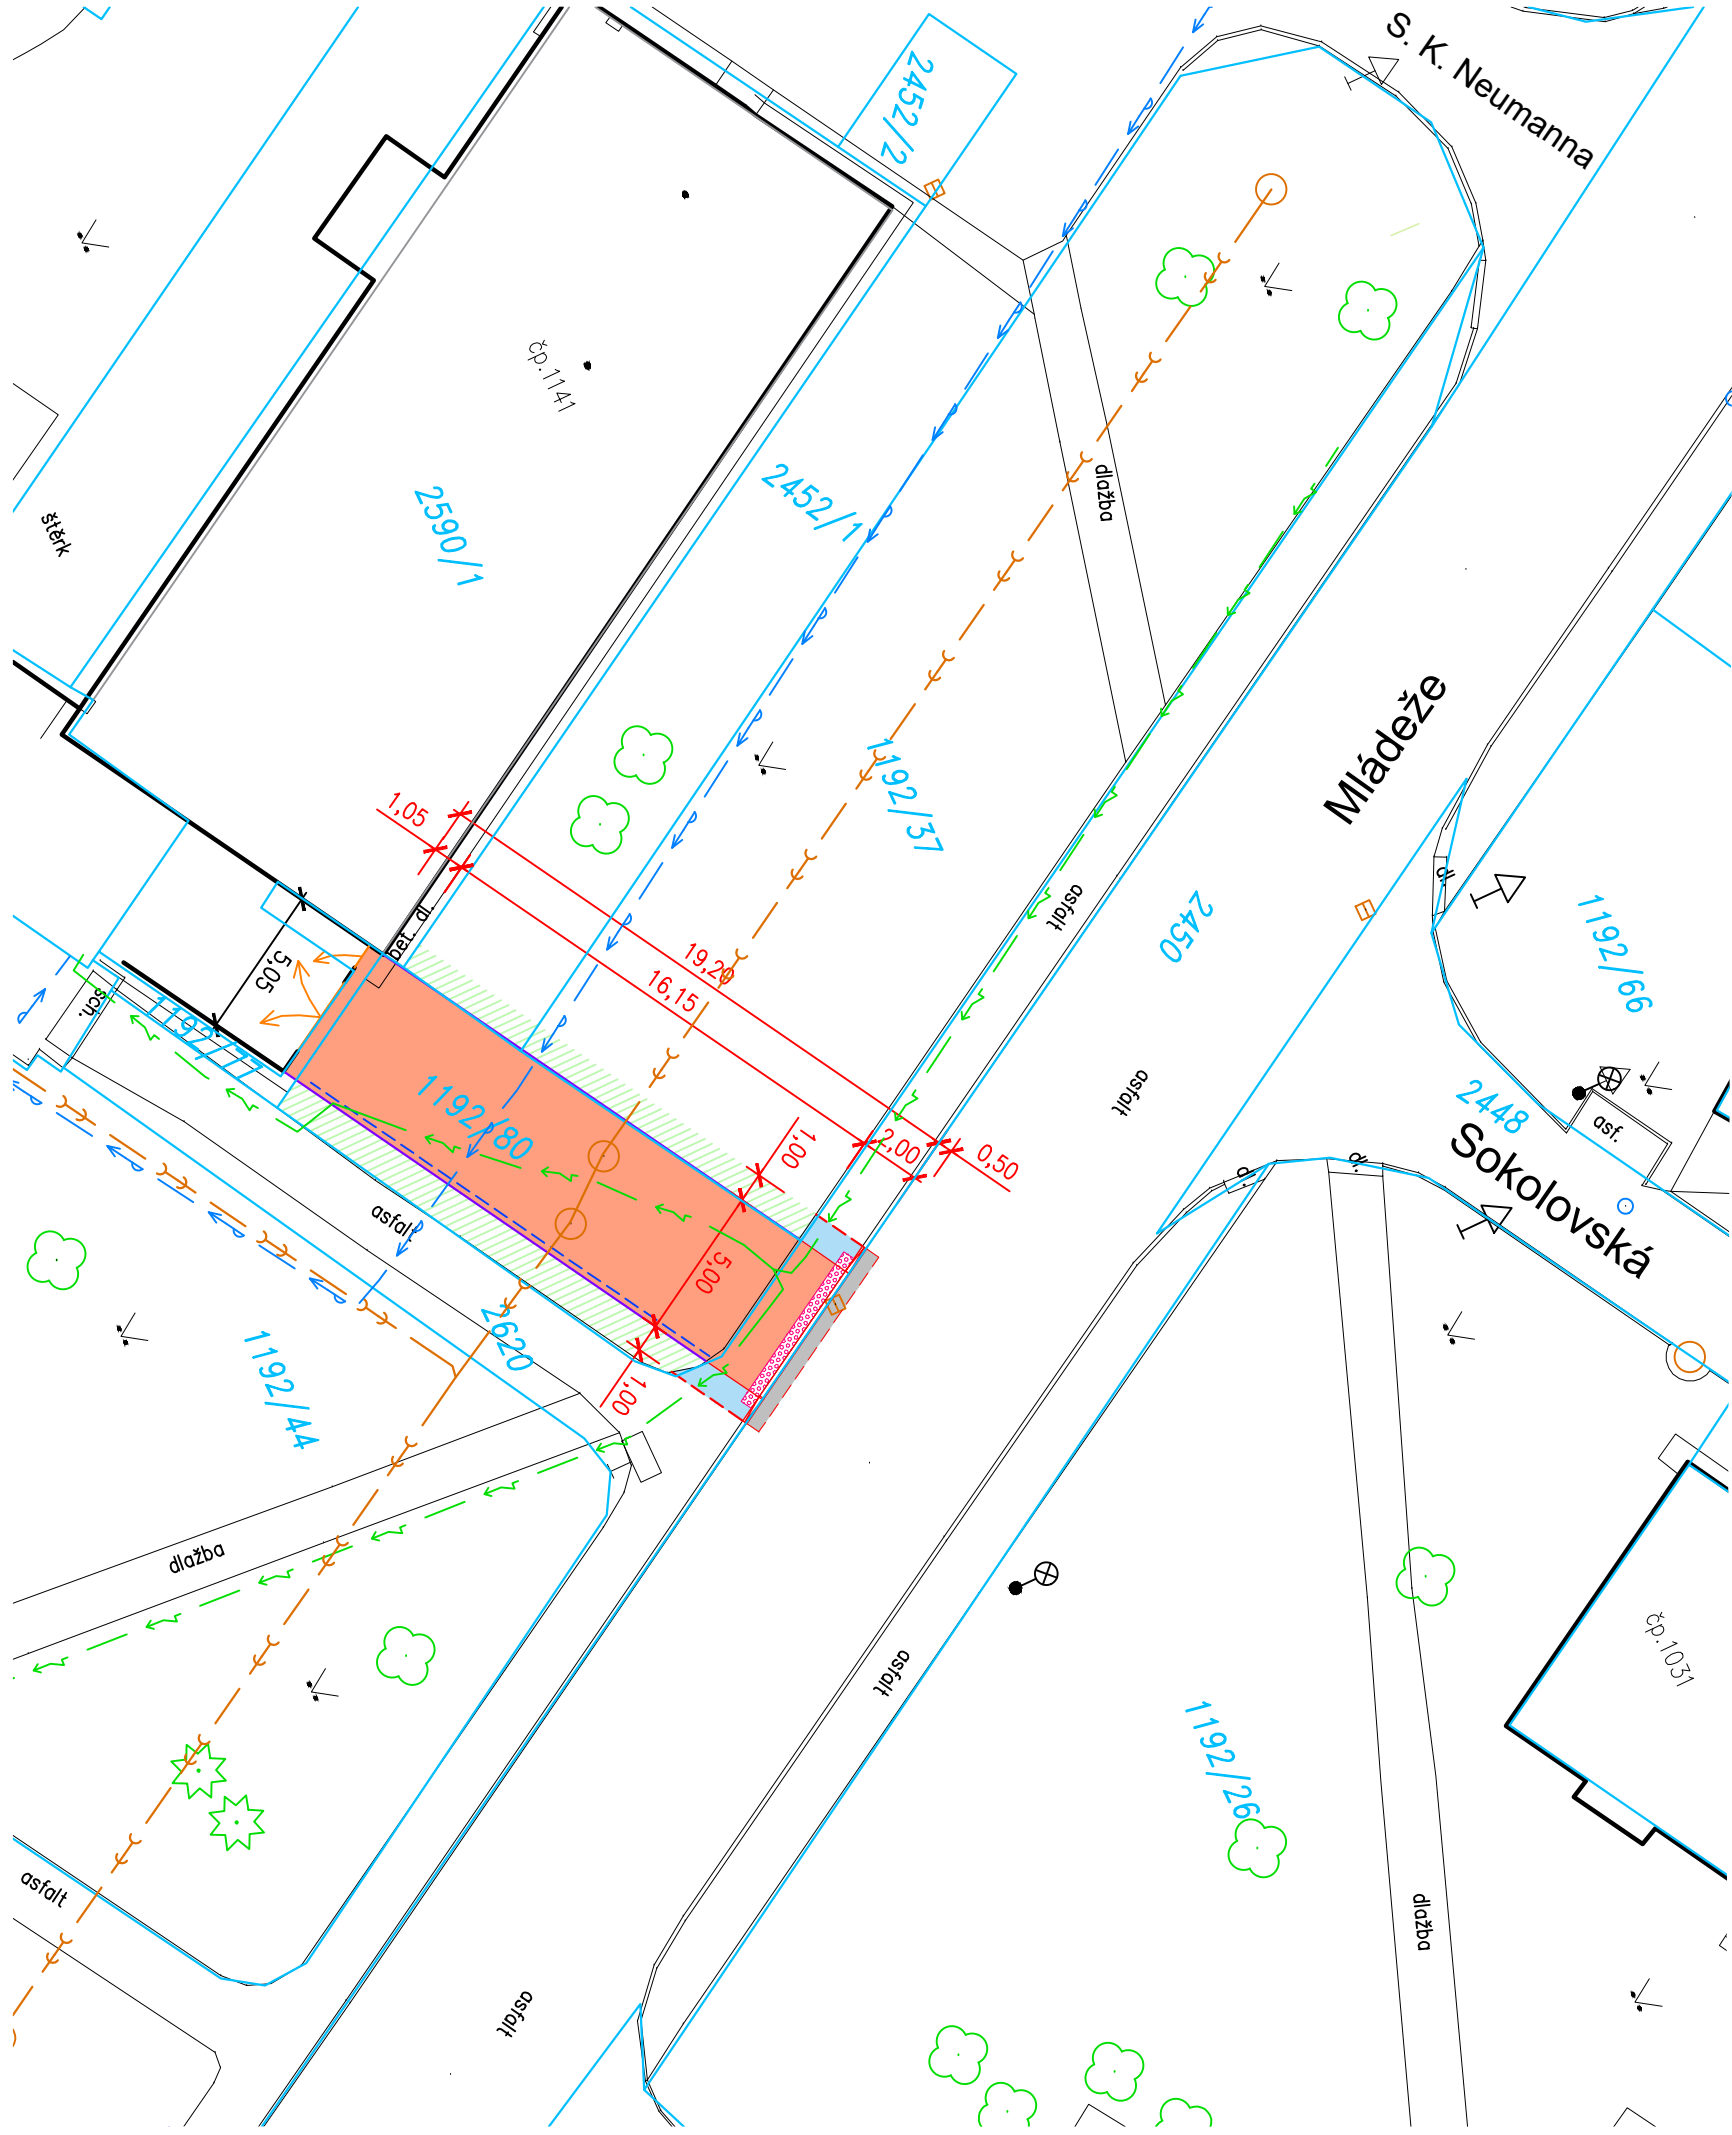 S. K. Neumanna
2452/2
čp.1141
2590/1
2452/1
dlažba
štěrk
Mládeže
1192/37
1,05
dl.
asfalt
2450
1192/66
bet. dl.
19,20
16,15
5,05
sch.
1192/77
1192/80
asfalt
2448
asf.
Sokolovská
1,00
2,00
0,50
dl.
asfalt
5,00
2620
1192/44
1,00
dlažba
čp.1031
asfalt
1192/26
asfalt
dlažba
asfalt